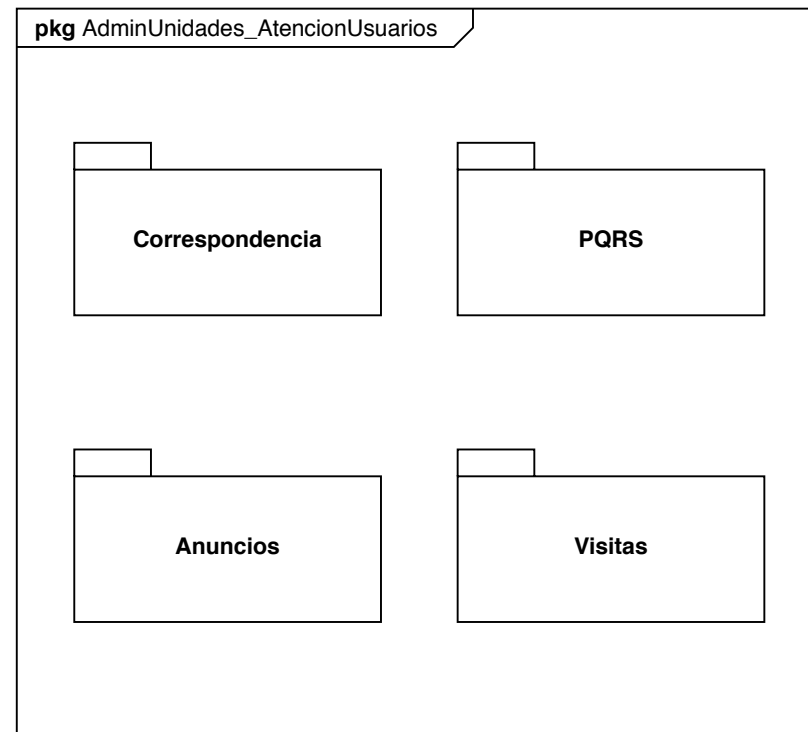 pkg AdminUnidades_AtencionUsuarios
Correspondencia
PQRS
Anuncios
Visitas